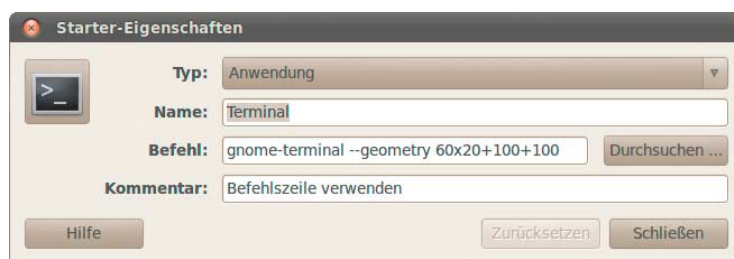 Starter-Eigenschaften
>_
Typ: Anwendung
Name: Terminal
Befehl: gnome-terminal --geometry 60x20+100+100 Durchsuchen ...
Kommentar: Befehlszeile verwenden
Hilfe Zurücksetzen Schließen